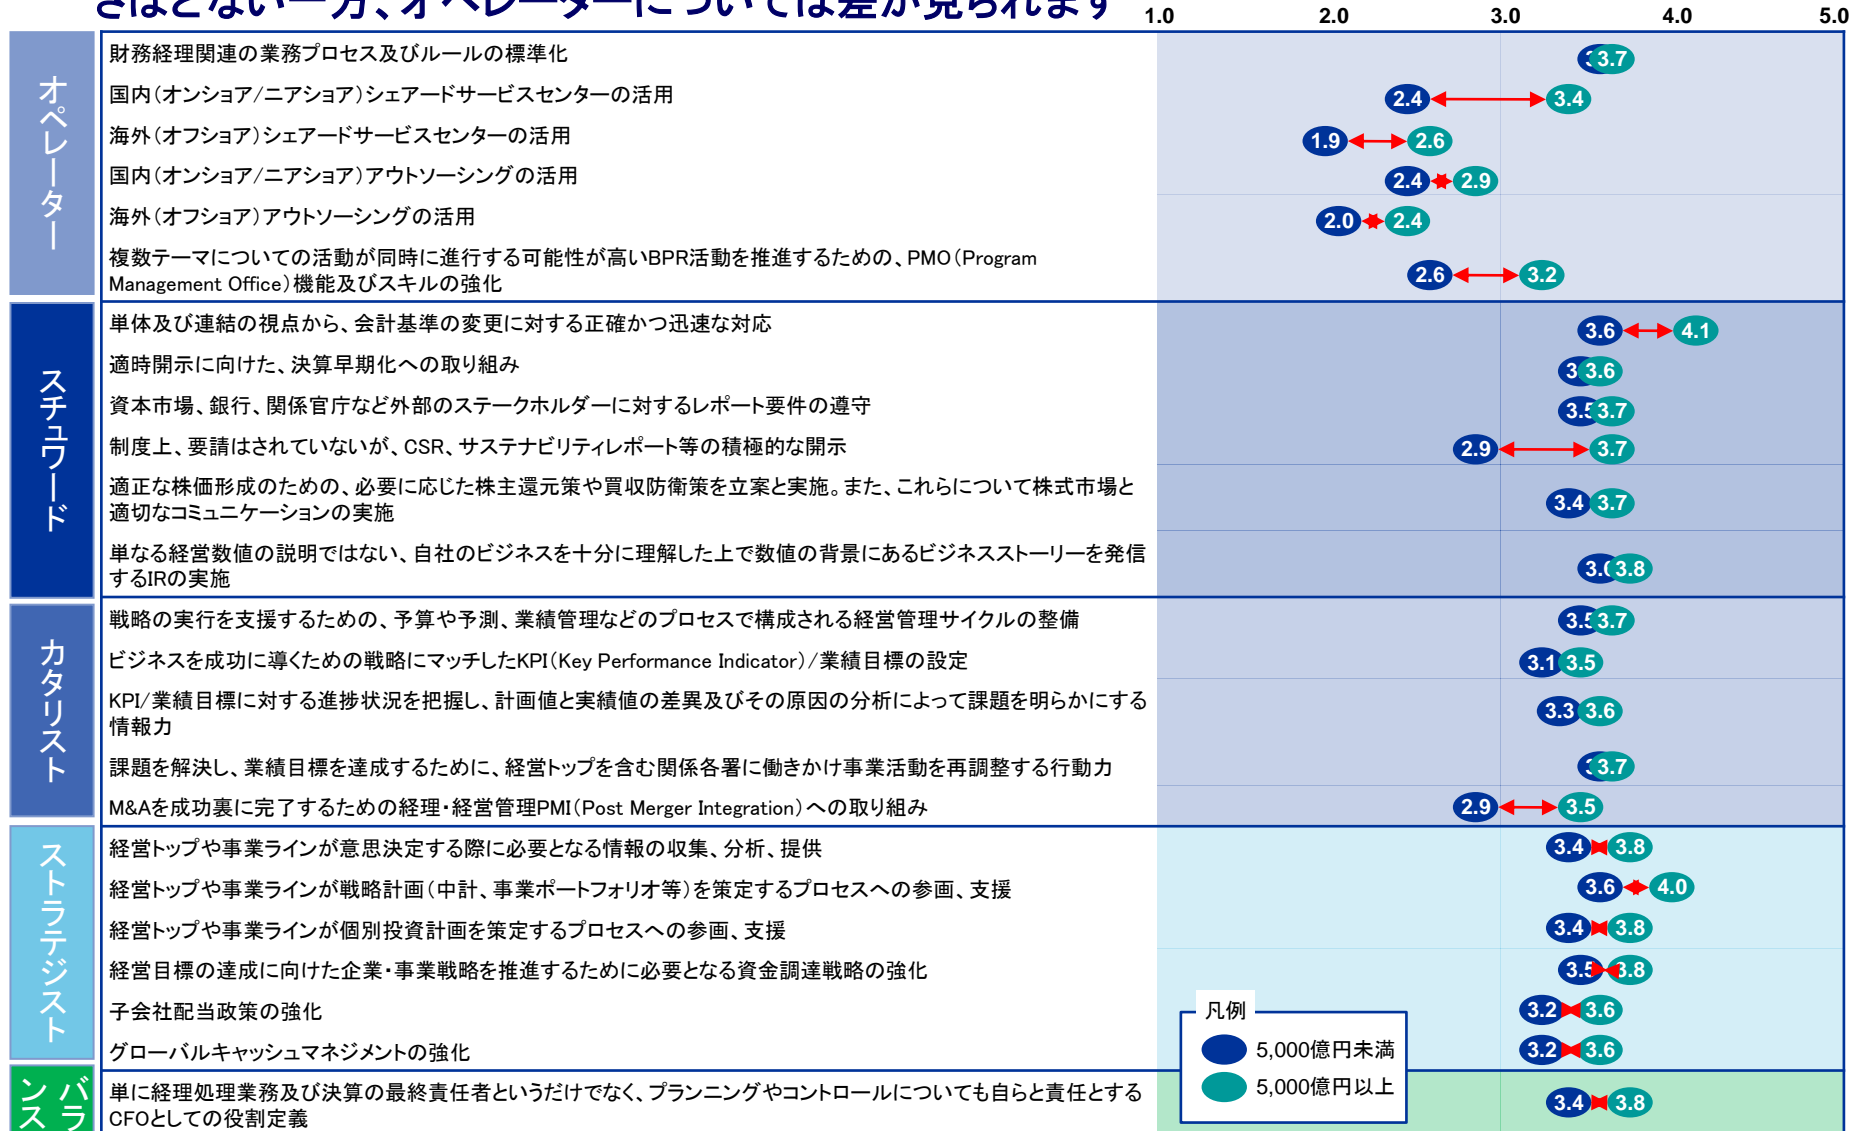 さほどない一方、オペレーターについては差が見られます
1.0 2.0 3.0 4.0 5.0
オペレーター
財務経理関連の業務プロセス及びルールの標準化
3.7
国内(オンショア/ニアショア)シェアードサービスセンターの活用
2.4 3.4
海外(オフショア)シェアードサービスセンターの活用
1.9 2.6
国内(オンショア/ニアショア)アウトソーシングの活用
2.4 2.9
海外(オフショア)アウトソーシングの活用
2.0 2.4
複数テーマについての活動が同時に進行する可能性が高いBPR活動を推進するための、PMO(Program
Management Office)機能及びスキルの強化
2.6 3.2
スチュワード
単体及び連結の視点から、会計基準の変更に対する正確かつ迅速な対応
3.6 4.1
適時開示に向けた、決算早期化への取り組み
3.6
資本市場、銀行、関係官庁など外部のステークホルダーに対するレポート要件の遵守
3.5 3.7
制度上、要請はされていないが、CSR、サステナビリティレポート等の積極的な開示
2.9 3.7
適正な株価形成のための、必要に応じた株主還元策や買収防衛策を立案と実施。また、これらについて株式市場と
適切なコミュニケーションの実施
3.4 3.7
単なる経営数値の説明ではない、自社のビジネスを十分に理解した上で数値の背景にあるビジネスストーリーを発信
するIRの実施
3.8
カタリスト
戦略の実行を支援するための、予算や予測、業績管理などのプロセスで構成される経営管理サイクルの整備
3.5 3.7
ビジネスを成功に導くための戦略にマッチしたKPI(Key Performance Indicator)/業績目標の設定
3.1 3.5
KPI/業績目標に対する進捗状況を把握し、計画値と実績値の差異及びその原因の分析によって課題を明らかにする
情報力
3.3 3.6
課題を解決し、業績目標を達成するために、経営トップを含む関係各署に働きかけ事業活動を再調整する行動力
3.7
M&Aを成功裏に完了するための経理・経営管理PMI(Post Merger Integration)への取り組み
2.9 3.5
ストラテジスト
経営トップや事業ラインが意思決定する際に必要となる情報の収集、分析、提供
3.4 3.8
経営トップや事業ラインが戦略計画(中計、事業ポートフォリオ等)を策定するプロセスへの参画、支援
3.6 4.0
経営トップや事業ラインが個別投資計画を策定するプロセスへの参画、支援
3.4 3.8
経営目標の達成に向けた企業・事業戦略を推進するために必要となる資金調達戦略の強化
3.5 3.8
子会社配当政策の強化
3.2 3.6
グローバルキャッシュマネジメントの強化
3.2 3.6
凡例
5,000億円未満
5,000億円以上
バラ
ンス
単に経理処理業務及び決算の最終責任者というだけでなく、プランニングやコントロールについても自らと責任とする
CFOとしての役割定義
3.4 3.8